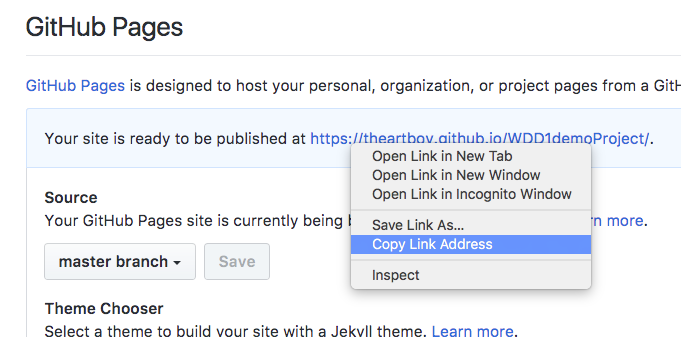 GitHub Pages
GitHub Pages is designed to host your personal, organization, or project pages from a GitH
Your site is ready to be published at https://theartboy.github.io/WDD1demoProject/.
Open Link in New Tab
Open Link in New Window
Open Link in Incognito Window
Source
Your GitHub Pages site is currently being rn more.
Save Link As...
Copy Link Address
master branch Save
Inspect
Theme Chooser
Select a theme to build your site with a Jekyll theme. Learn more.